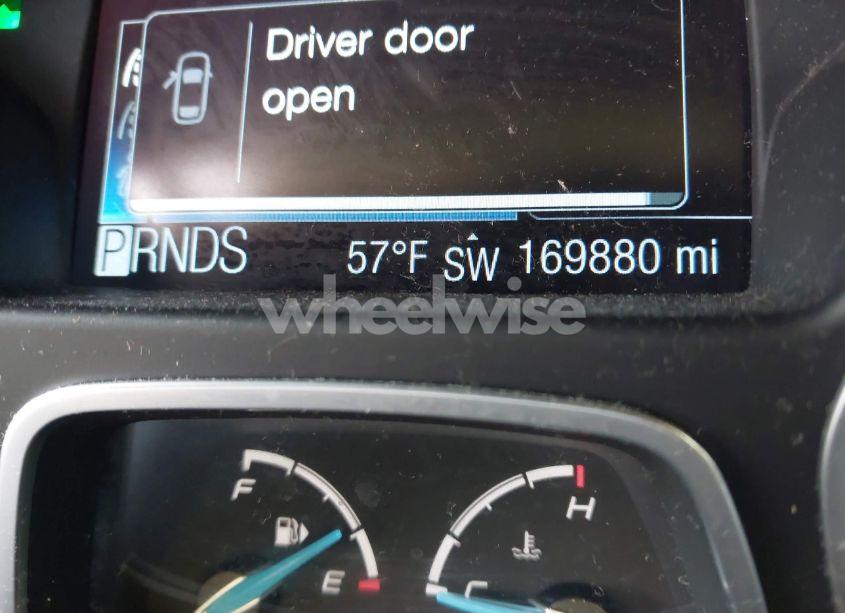 Driver door
open
PRNDS 57°F SW 169880 mi
wheelwise
F H
E C